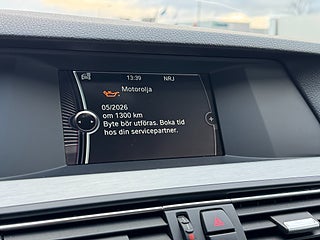 13:39 NRJ
Motorolja
05/2026
om 1300 km
Byte bör utföras. Boka tid
hos din servicepartner.